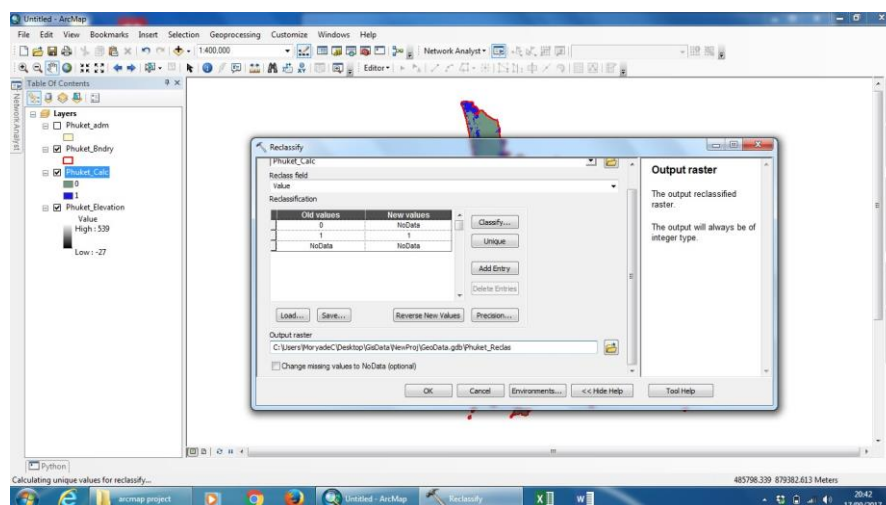 Untitled - ArcMap
File Edit View Bookmarks Insert Selection Geoprocessing Customize Windows Help
1:400,000
Network Analyst
Editor
Table Of Contents
Network Analyst
Layers
Phuket_adm
Phuket_Bndry
Phuket_Calc
0
1
Phuket_Elevation
Value
High : 539
Low : -27
Reclassify
Phuket_Calc
Reclass field
Value
Reclassification
Old values New values
0 NoData
1 1
NoData NoData
Classify...
Unique
Add Entry
Delete Entries
Load... Save... Reverse New Values Precision...
Output raster
C:\Users\MoryadeC\Desktop\GisData\NewProj\GeoData.gdb\Phuket_Reclas
Change missing values to NoData (optional)
OK Cancel Environments... << Hide Help Tool Help
Output raster
The output reclassified
raster.
The output will always be of
integer type.
Python
Calculating unique values for reclassify...
485798.339 879382.613 Meters
arcmap project
Untitled - ArcMap
Reclassify
20:42
17/09/2017